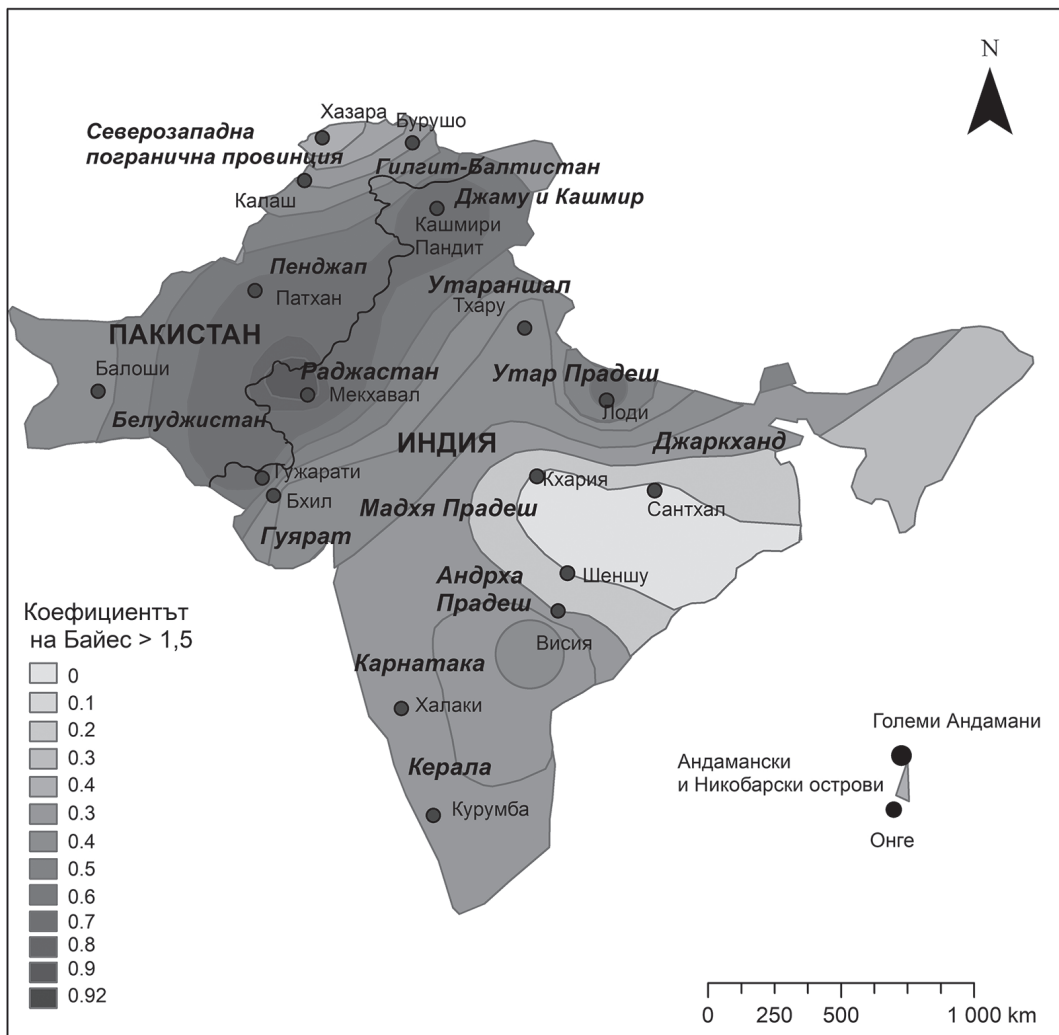 N
Хазара
Бурушо
Северозападна
погранична провинция
Гилгит-Балтистан
Калаш
Джаму и Кашмир
Кашмири
Пандит
Пенджап
Патхан
Утараншал
Тхару
ПАКИСТАН
Балоши
Раджастан
Мекхавал
Утар Прадеш
Лоди
Белуджистан
ИНДИЯ
Джаркханд
Гужарати
Бхил
Кхария
Сантхал
Мадхя Прадеш
Гуярат
Шеншу
Андрха
Прадеш
Висия
Карнатака
Халаки
Керала
Курумба
Големи Андамани
Андамански
и Никобарски острови
Онге
Коефициентът
на Байес > 1,5
0
0.1
0.2
0.3
0.4
0.3
0.4
0.5
0.6
0.7
0.8
0.9
0.92
0 250 500 1 000 km